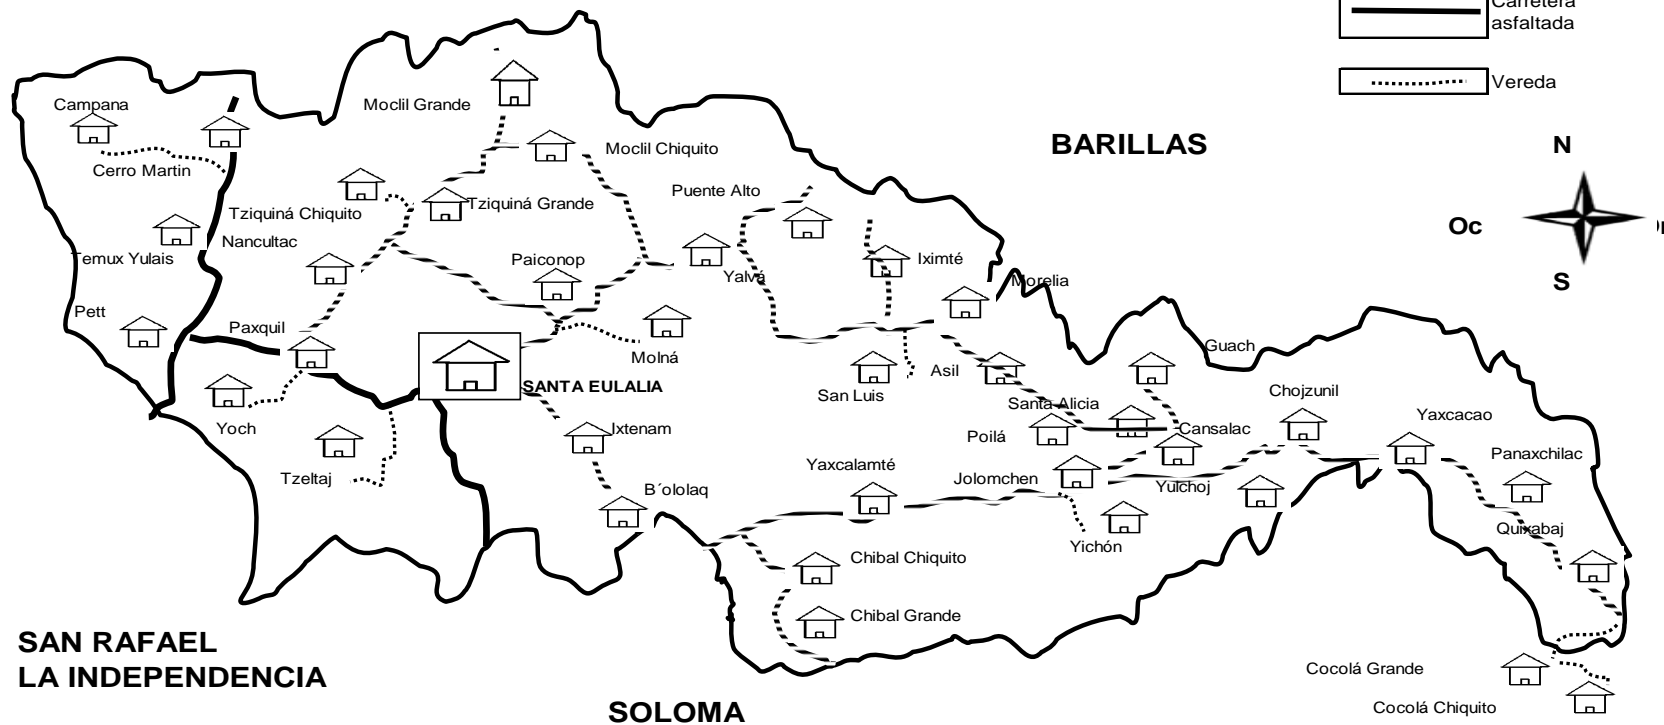 Carretera
asfaltada
Vereda
Campana
Moclil Grande
BARILLAS
N
Moclil Chiquito
Cerro Martin
Puente Alto
Tziquiná Chiquito
Tziquiná Grande
Oc
Nancultac
Temux Yulais
Paiconop
Yalvá
Iximté
Morelia
S
Pett
Paxquil
Molná
Guach
SANTA EULALIA
San Luis
Asil
Chojzunil
Santa Alicia
Yoch
Ixtenam
Poilá
Cansalac
Yaxcacao
Tzeltaj
Yaxcalamté
Jolomchen
Panaxchilac
B´ololaq
Yulchoj
Quixabaj
Yichón
Chibal Chiquito
Chibal Grande
SAN RAFAEL
LA INDEPENDENCIA
Cocolá Grande
SOLOMA
Cocolá Chiquito